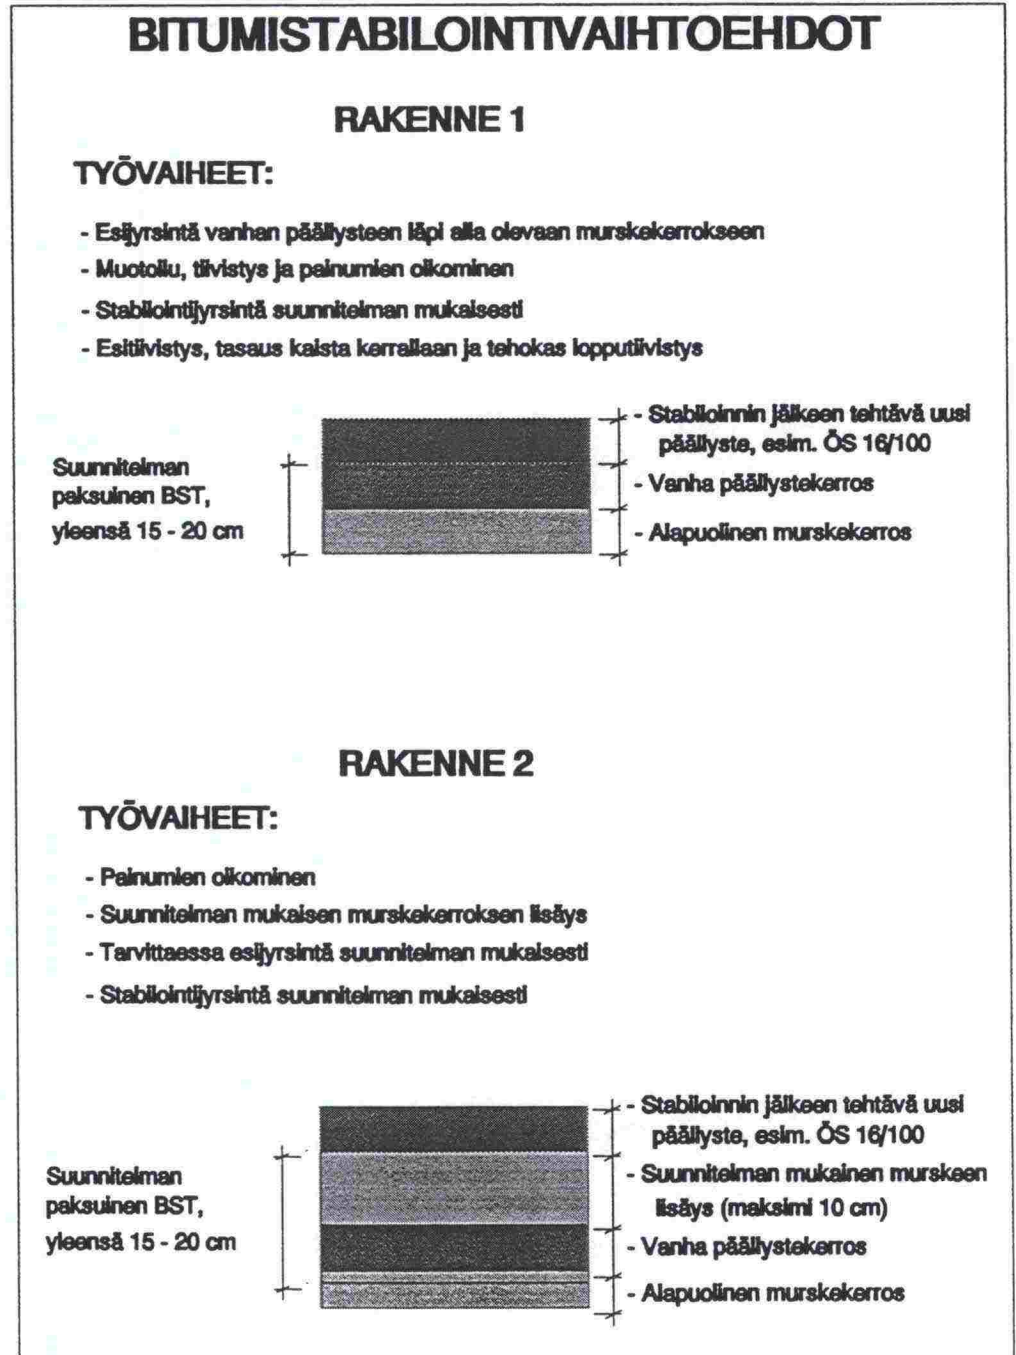 BITUMISTABILOINTIVAIHTOEHDOT
RAKENNE 1
TYÖVAIHEET:
- Esijyrsintä vanhan päällysteen läpi alla olevaan murskekerrokseen
- Muotoilu, tiivistys ja painumien oikominen
- Stabilointijyrsintä suunnitelman mukaisesti
- Esitiivistys, tasaus kaista kerrallaan ja tehokas lopputiivistys
Suunnitelman
paksuinen BST,
yleensä 15 - 20 cm
- Stabiloinnin jälkeen tehtävä uusi
päällyste, esim. ÖS 16/100
- Vanha päällystekerros
- Alapuolinen murskekerros
RAKENNE 2
TYÖVAIHEET:
- Painumien oikominen
- Suunnitelman mukaisen murskekerroksen lisäys
- Tarvittaessa esijyrsintä suunnitelman mukaisesti
- Stabilointijyrsintä suunnitelman mukaisesti
Suunnitelman
paksuinen BST,
yleensä 15 - 20 cm
- Stabiloinnin jälkeen tehtävä uusi
päällyste, esim. ÖS 16/100
- Suunnitelman mukainen murskeen
lisäys (maksimi 10 cm)
- Vanha päällystekerros
- Alapuolinen murskekerros